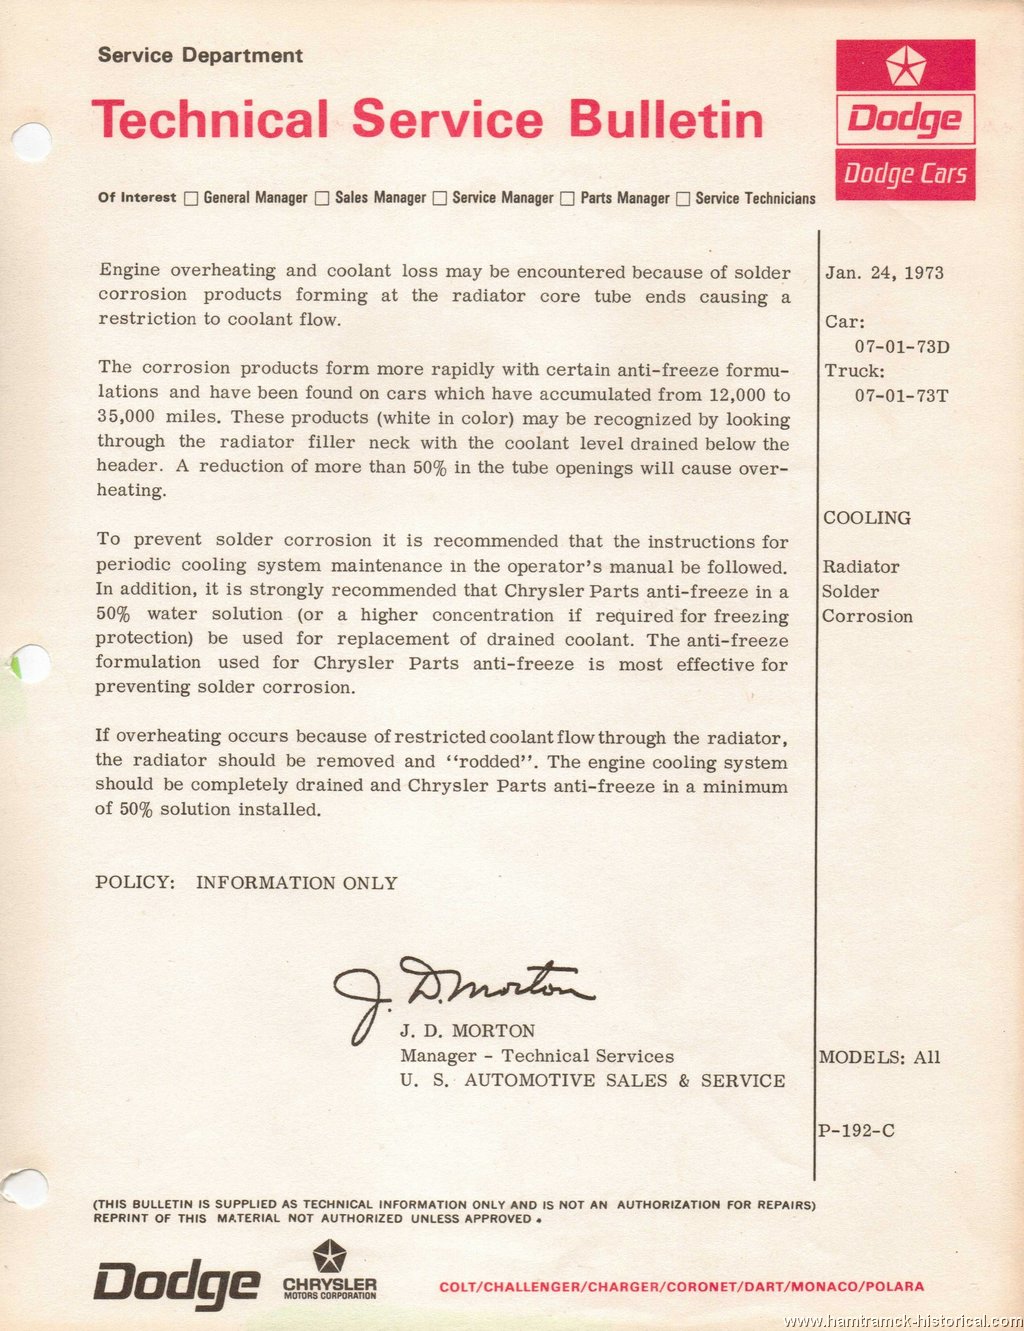 Service Department
Technical Service Bulletin
Dodge
Dodge Cars
Of Interest □ General Manager □ Sales Manager □ Service Manager □ Parts Manager □ Service Technicians
Engine overheating and coolant loss may be encountered because of solder
corrosion products forming at the radiator core tube ends causing a
restriction to coolant flow.
The corrosion products form more rapidly with certain anti-freeze formu-
lations and have been found on cars which have accumulated from 12,000 to
35,000 miles. These products (white in color) may be recognized by looking
through the radiator filler neck with the coolant level drained below the
header. A reduction of more than 50% in the tube openings will cause over-
heating.
To prevent solder corrosion it is recommended that the instructions for
periodic cooling system maintenance in the operator's manual be followed.
In addition, it is strongly recommended that Chrysler Parts anti-freeze in a
50% water solution (or a higher concentration if required for freezing
protection) be used for replacement of drained coolant. The anti-freeze
formulation used for Chrysler Parts anti-freeze is most effective for
preventing solder corrosion.
If overheating occurs because of restricted coolant flow through the radiator,
the radiator should be removed and "rodded". The engine cooling system
should be completely drained and Chrysler Parts anti-freeze in a minimum
of 50% solution installed.
POLICY: INFORMATION ONLY
J. D. Morton
J. D. MORTON
Manager - Technical Services
U. S. AUTOMOTIVE SALES & SERVICE
Jan. 24, 1973
Car:
07-01-73D
Truck:
07-01-73T
COOLING
Radiator
Solder
Corrosion
MODELS: All
P-192-C
(THIS BULLETIN IS SUPPLIED AS TECHNICAL INFORMATION ONLY AND IS NOT AN AUTHORIZATION FOR REPAIRS)
REPRINT OF THIS MATERIAL NOT AUTHORIZED UNLESS APPROVED.
Dodge
CHRYSLER
MOTORS CORPORATION
COLT/CHALLENGER/CHARGER/CORONET/DART/MONACO/POLARA
www.hamtramck-historical.com